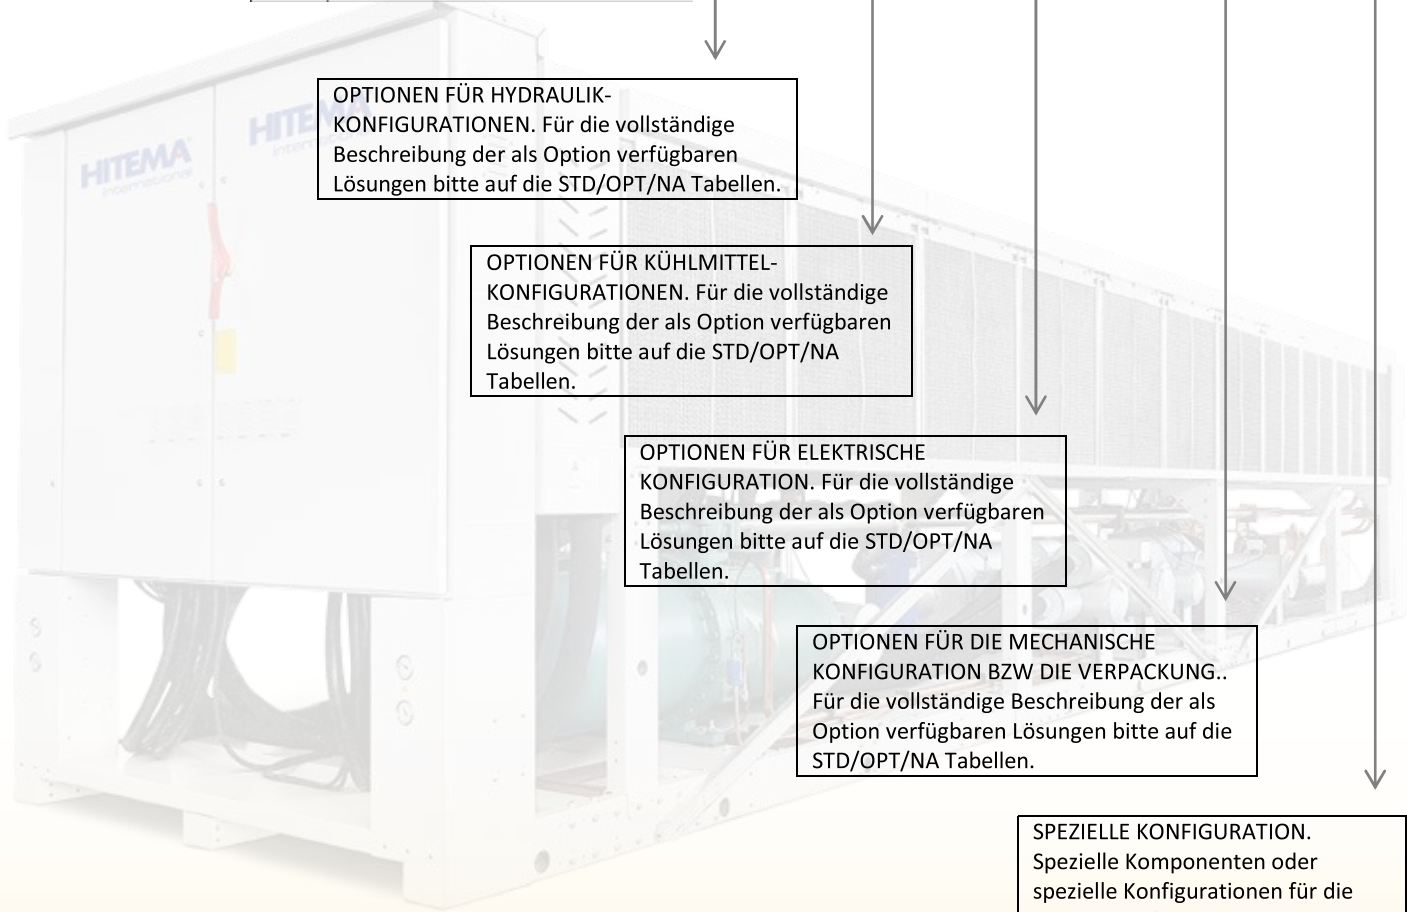 HITEMA
international
HITEMA
international
OPTIONEN FÜR HYDRAULIK-
KONFIGURATIONEN. Für die vollständige
Beschreibung der als Option verfügbaren
Lösungen bitte auf die STD/OPT/NA Tabellen.
OPTIONEN FÜR KÜHLMITTEL-
KONFIGURATIONEN. Für die vollständige
Beschreibung der als Option verfügbaren
Lösungen bitte auf die STD/OPT/NA
Tabellen.
OPTIONEN FÜR ELEKTRISCHE
KONFIGURATION. Für die vollständige
Beschreibung der als Option verfügbaren
Lösungen bitte auf die STD/OPT/NA
Tabellen.
OPTIONEN FÜR DIE MECHANISCHE
KONFIGURATION BZW DIE VERPACKUNG..
Für die vollständige Beschreibung der als
Option verfügbaren Lösungen bitte auf die
STD/OPT/NA Tabellen.
SPEZIELLE KONFIGURATION.
Spezielle Komponenten oder
spezielle Konfigurationen für die